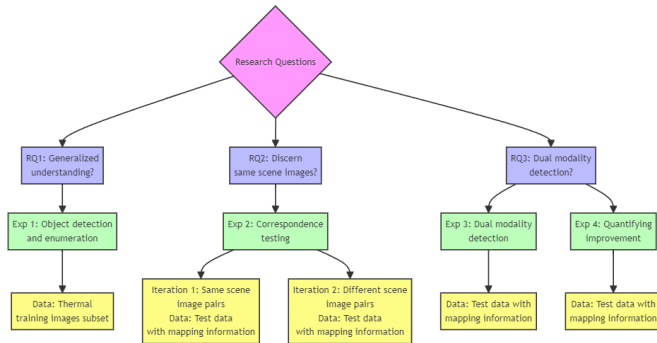 Research Questions
RQ1: Generalized
understanding?
RQ2: Discern
same scene images?
RQ3: Dual modality
detection?
Exp 1: Object detection
and enumeration
Exp 2: Correspondence
testing
Exp 3: Dual modality
detection
Exp 4: Quantifying
improvement
Data: Thermal
training images subset
Iteration 1: Same scene
image pairs
Data: Test data
with mapping information
Iteration 2: Different scene
image pairs
Data: Test data
with mapping information
Data: Test data with
mapping information
Data: Test data with
mapping information